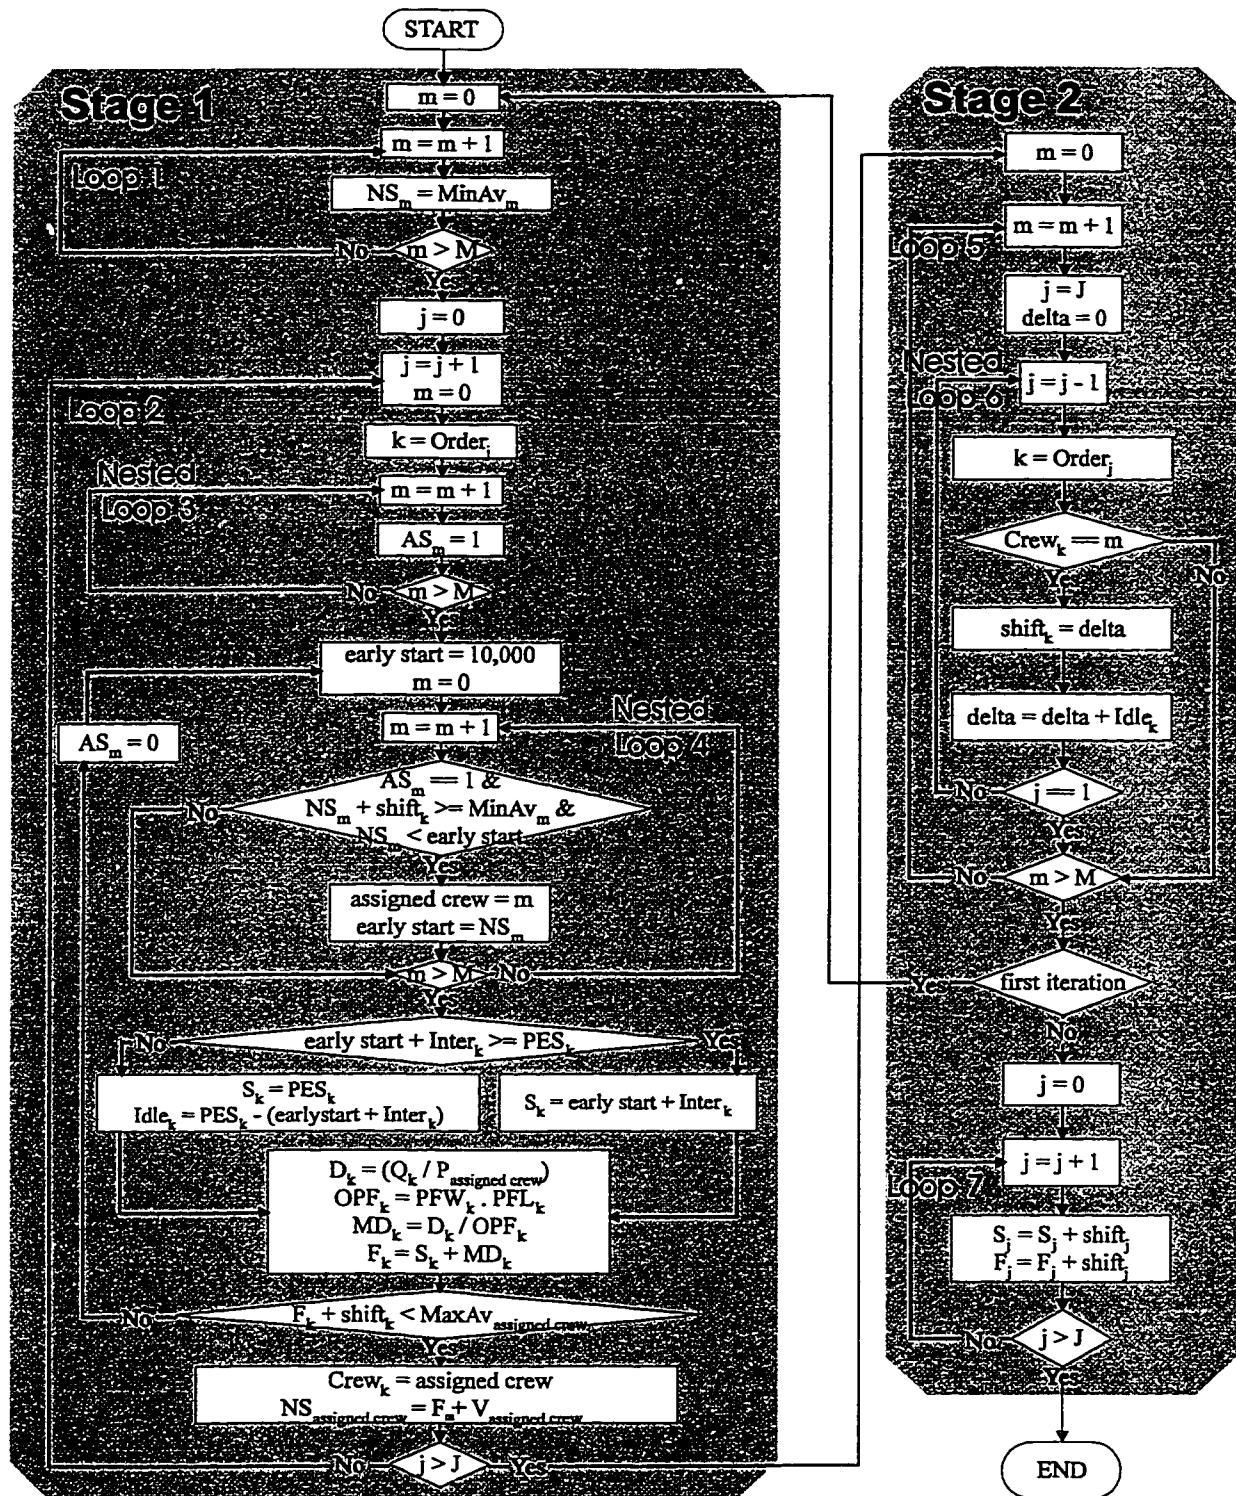 START
Stage 1
m = 0
m = m + 1
Loop 1
NS_m = MinAv_m
No
m > M
Yes
j = 0
j = j + 1
m = 0
Loop 2
k = Order_j
Nested
Loop 3
m = m + 1
AS_m = 1
No
m > M
Yes
early start = 10,000
m = 0
AS_m = 0
m = m + 1
Nested
Loop 4
AS_m == 1 &
NS_m + shift_k >= MinAv_m &
NS_m < early start
No
Yes
assigned crew = m
early start = NS_m
m > M
No
Yes
No
early start + Inter_k >= PES_k
Yes
S_k = PES_k
Idle_k = PES_k - (earlystart + Inter_k)
S_k = early start + Inter_k
D_k = (Q_k / P_assigned crew)
OPF_k = PFW_k . PFL_k
MD_k = D_k / OPF_k
F_k = S_k + MD_k
No
F_k + shift_k < MaxAv_assigned crew
Yes
Crew_k = assigned crew
NS_assigned crew = F_m + V_assigned crew
No
j > J
Yes
Stage 2
m = 0
m = m + 1
Loop 5
j = J
delta = 0
Nested
Loop 6
j = j - 1
k = Order_j
Crew_k == m
Yes
No
shift_k = delta
delta = delta + Idle_k
No
j == 1
Yes
No
m > M
Yes
Yes
first iteration
No
j = 0
j = j + 1
Loop 7
S_j = S_j + shift_j
F_j = F_j + shift_j
No
j > J
Yes
END